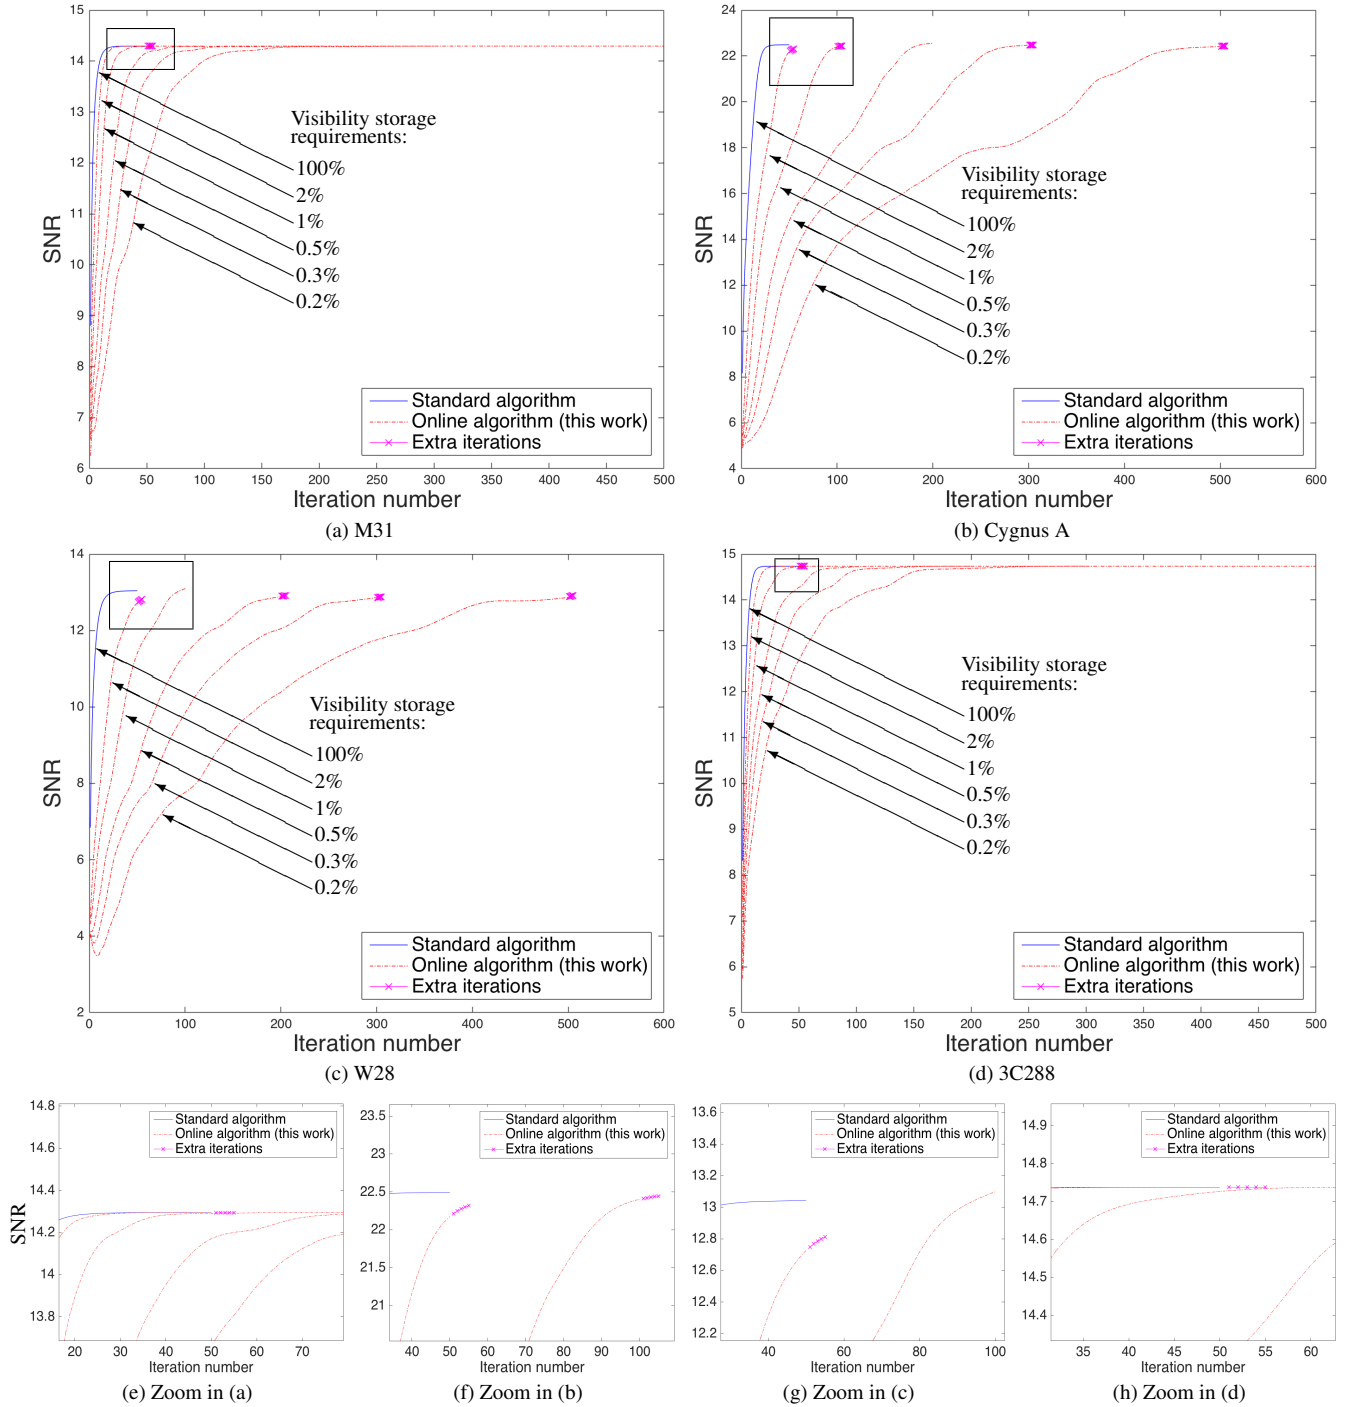 15
14
13
12
11
10
9
8
7
6
SNR
Visibility storage
requirements:
100%
2%
1%
0.5%
0.3%
0.2%
Standard algorithm
Online algorithm (this work)
Extra iterations
0 50 100 150 200 250 300 350 400 450 500
Iteration number
(a) M31
24
22
20
18
16
14
12
10
8
6
4
SNR
Visibility storage
requirements:
100%
2%
1%
0.5%
0.3%
0.2%
Standard algorithm
Online algorithm (this work)
Extra iterations
0 100 200 300 400 500 600
Iteration number
(b) Cygnus A
14
12
10
8
6
4
2
SNR
Visibility storage
requirements:
100%
2%
1%
0.5%
0.3%
0.2%
Standard algorithm
Online algorithm (this work)
Extra iterations
0 100 200 300 400 500 600
Iteration number
(c) W28
15
14
13
12
11
10
9
8
7
6
5
SNR
Visibility storage
requirements:
100%
2%
1%
0.5%
0.3%
0.2%
Standard algorithm
Online algorithm (this work)
Extra iterations
0 50 100 150 200 250 300 350 400 450 500
Iteration number
(d) 3C288
14.8
14.6
14.4
14.2
14
13.8
SNR
Standard algorithm
Online algorithm (this work)
Extra iterations
20 30 40 50 60 70
Iteration number
(e) Zoom in (a)
23.5
23
22.5
22
21.5
21
Standard algorithm
Online algorithm (this work)
Extra iterations
40 50 60 70 80 90 100
Iteration number
(f) Zoom in (b)
13.6
13.4
13.2
13
12.8
12.6
12.4
12.2
Standard algorithm
Online algorithm (this work)
Extra iterations
40 60 80 100
Iteration number
(g) Zoom in (c)
14.9
14.8
14.7
14.6
14.5
14.4
Standard algorithm
Online algorithm (this work)
Extra iterations
35 40 45 50 55 60
Iteration number
(h) Zoom in (d)